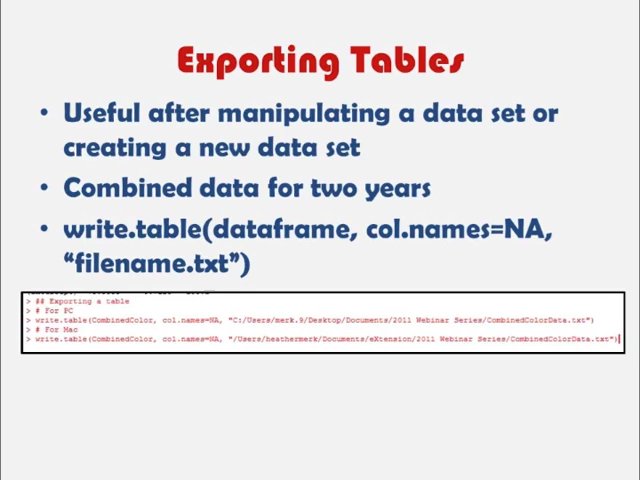 Exporting Tables
• Useful after manipulating a data set or
creating a new data set
• Combined data for two years
• write.table(dataframe, col.names=NA,
“filename.txt”)
> ## Exporting a table
> # For PC
> write.table(CombinedColor, col.names=NA, "C:/Users/merk.9/Desktop/Documents/2011 Webinar Series/CombinedColorData.txt")
> # For Mac
> write.table(CombinedColor, col.names=NA, "/Users/heathermerk/Documents/eXtension/2011 Webinar Series/CombinedColorData.txt")